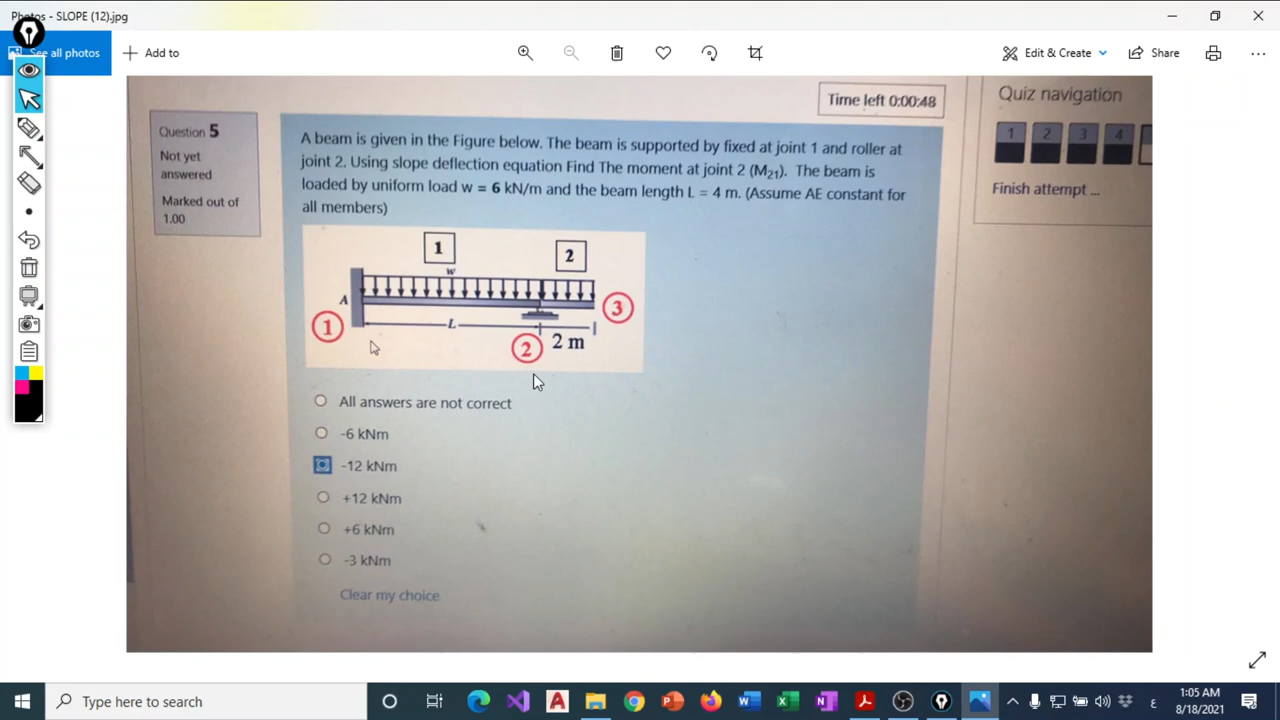 Photos - SLOPE (12).jpg
See all photos
Add to
Edit & Create
Share
Question 5
Not yet
answered
Marked out of
1.00
Time left 0:00:48
Quiz navigation
1 2 3 4
Finish attempt ...
A beam is given in the Figure below. The beam is supported by fixed at joint 1 and roller at
joint 2. Using slope deflection equation Find The moment at joint 2 (M21). The beam is
loaded by uniform load w = 6 kN/m and the beam length L = 4 m. (Assume AE constant for
all members)
1
2
w
A
1
3
L
2
2 m
All answers are not correct
-6 kNm
-12 kNm
+12 kNm
+6 kNm
-3 kNm
Clear my choice
Type here to search
ع
1:05 AM
8/18/2021